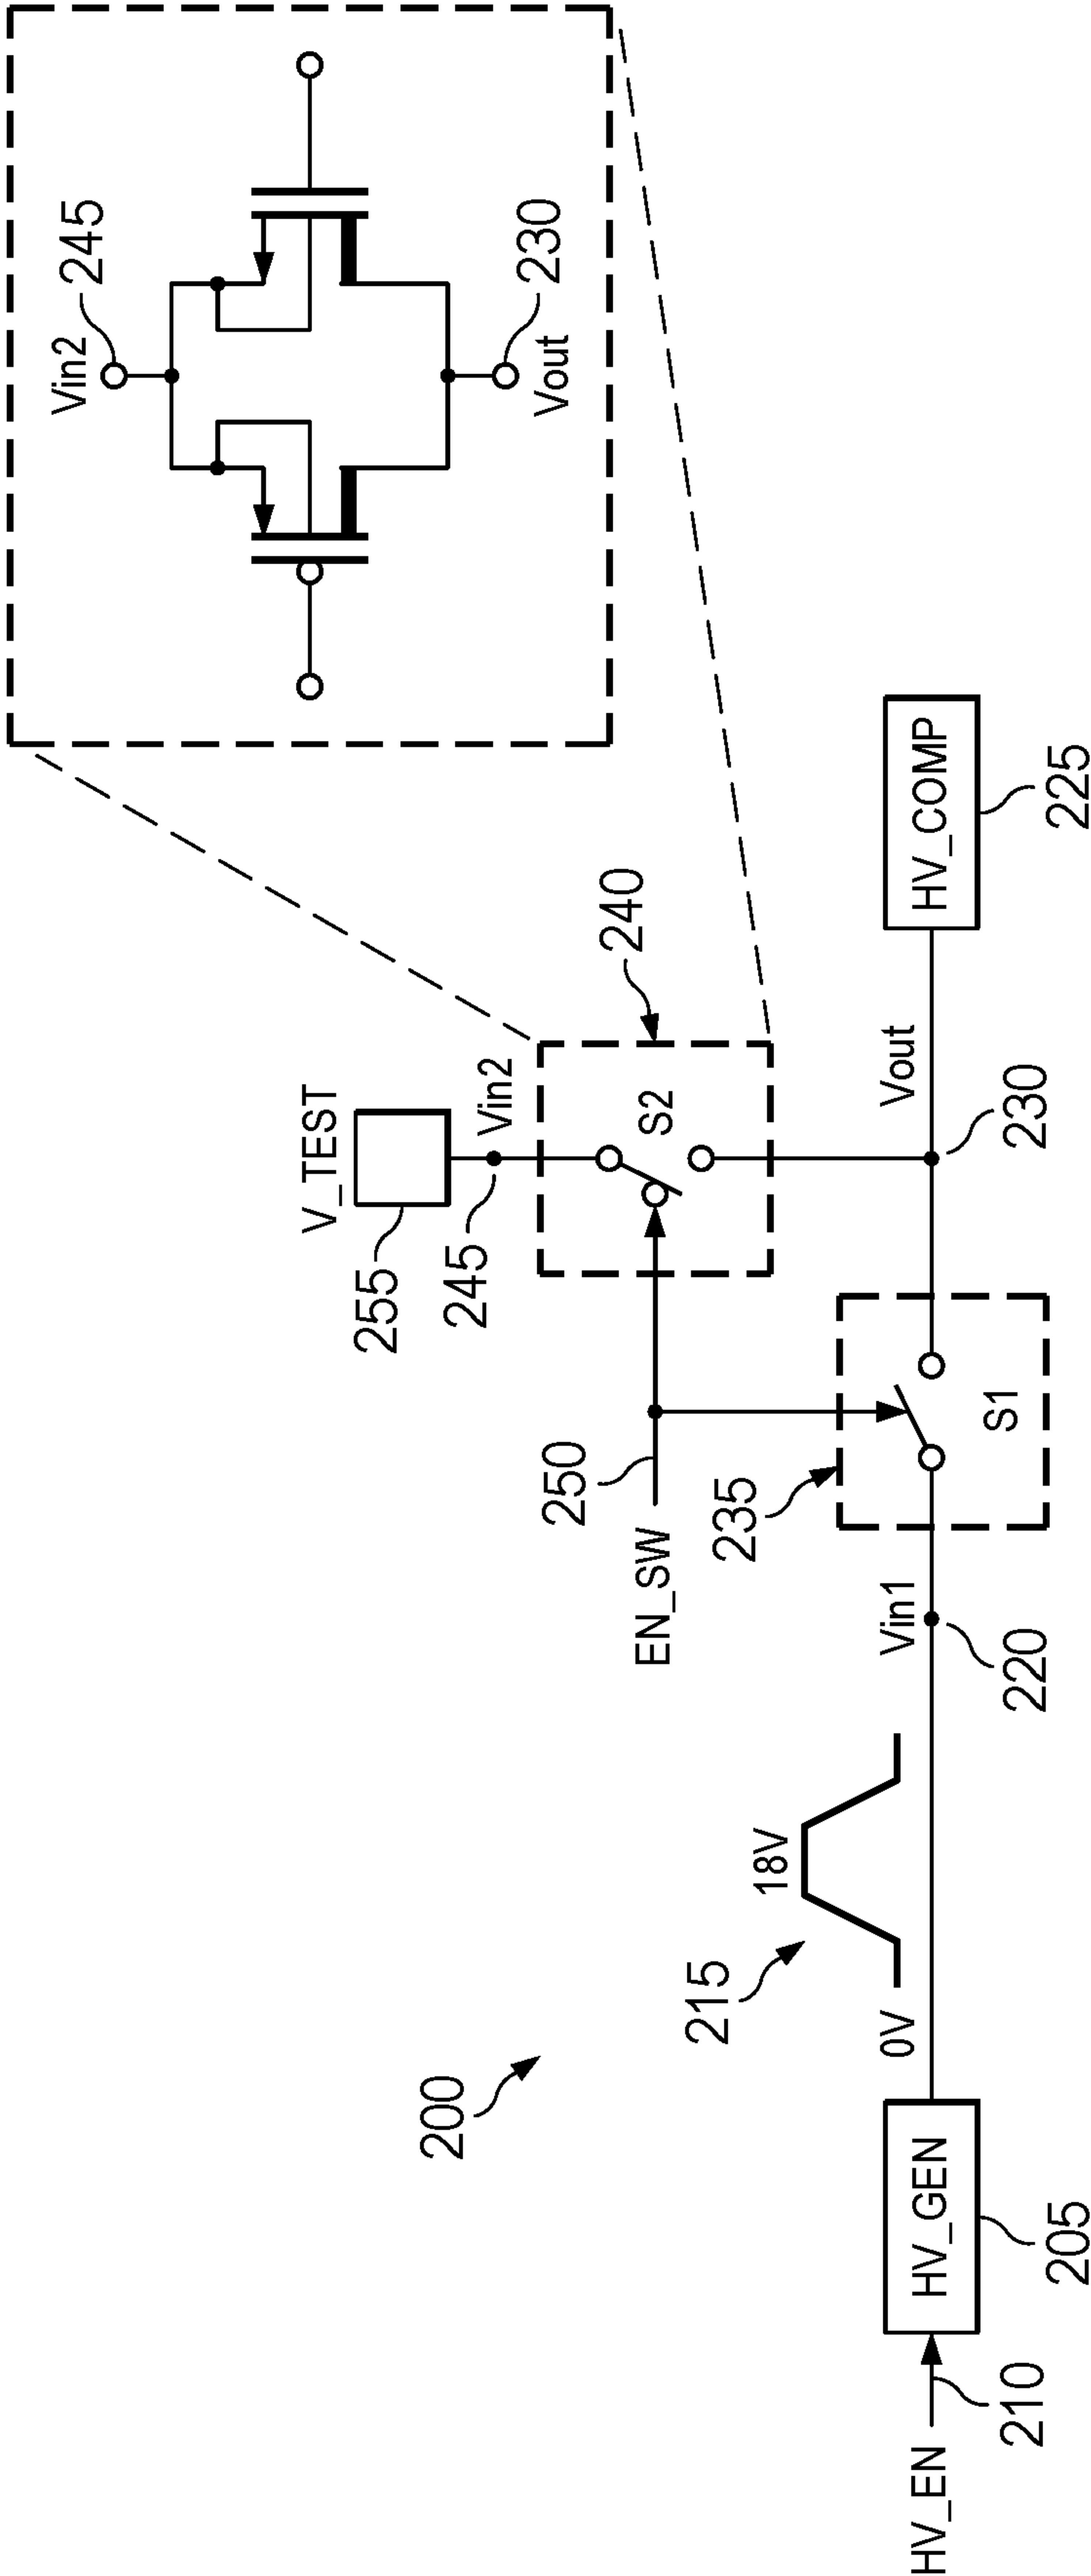 200
HV_EN
210
HV_GEN
205
0V
18V
215
Vin1
220
EN_SW
250
235
S1
V_TEST
255
245
Vin2
S2
240
Vout
230
HV_COMP
225
Vin2
245
Vout
230